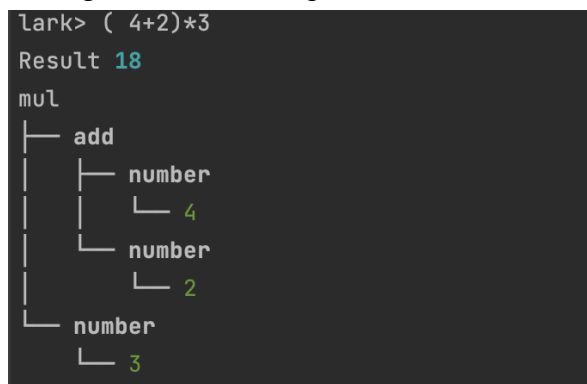 lark> ( 4+2)*3
Result 18
mul
├── add
│   ├── number
│   │   └── 4
│   └── number
│       └── 2
└── number
    └── 3